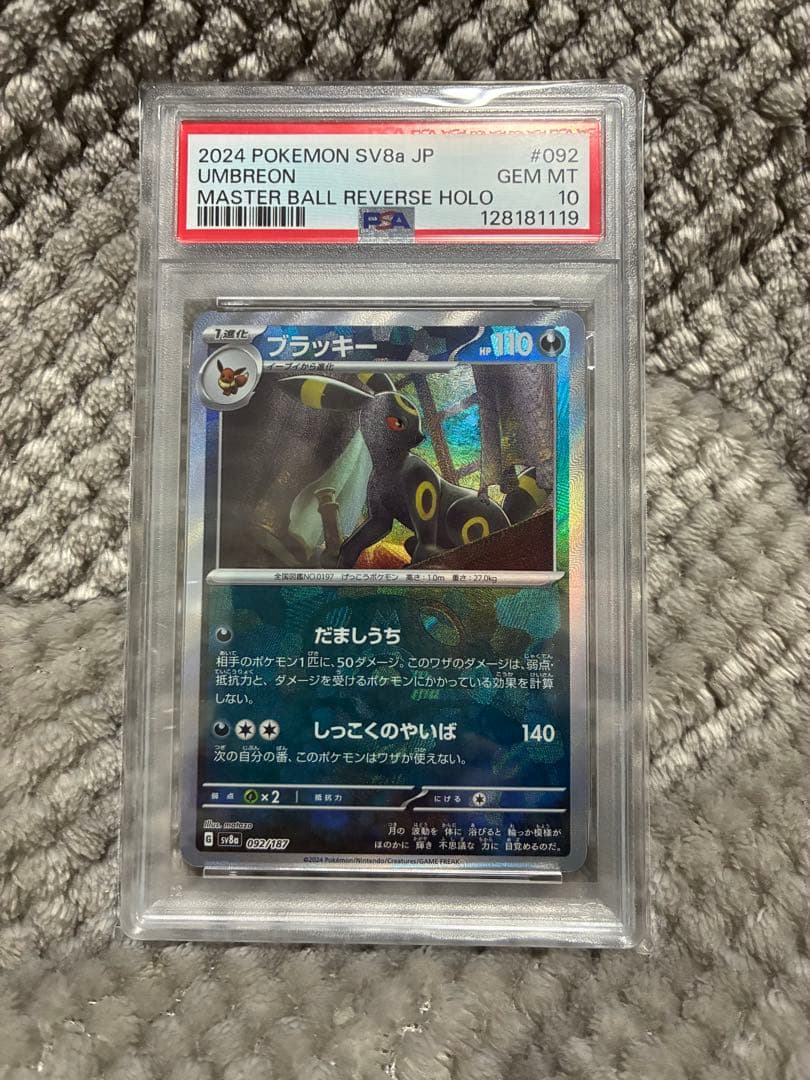 2024 POKEMON SV8a JP #092
UMBREON GEM MT
MASTER BALL REVERSE HOLO 10
PSA 128181119
1進化 ブラッキー HP 110
イーブイから進化
全国図鑑NO.0197 げっこうポケモン 高さ:1.0m 重さ:27.0kg
だましうち
相手のポケモン1匹に、50ダメージ。このワザのダメージは、弱点・
抵抗力と、ダメージを受けるポケモンにかかっている効果を計算
しない。
しっこくのやいば 140
次の自分の番、このポケモンはワザが使えない。
弱点 ×2 抵抗力 にげる
Illus. matazo
月の波動を体に浴びると輪っか模様が
G sv8a 092/187 ほのかに輝き不思議な力に目覚めるのだ。
©2024 Pokémon/Nintendo/Creatures/GAME FREAK